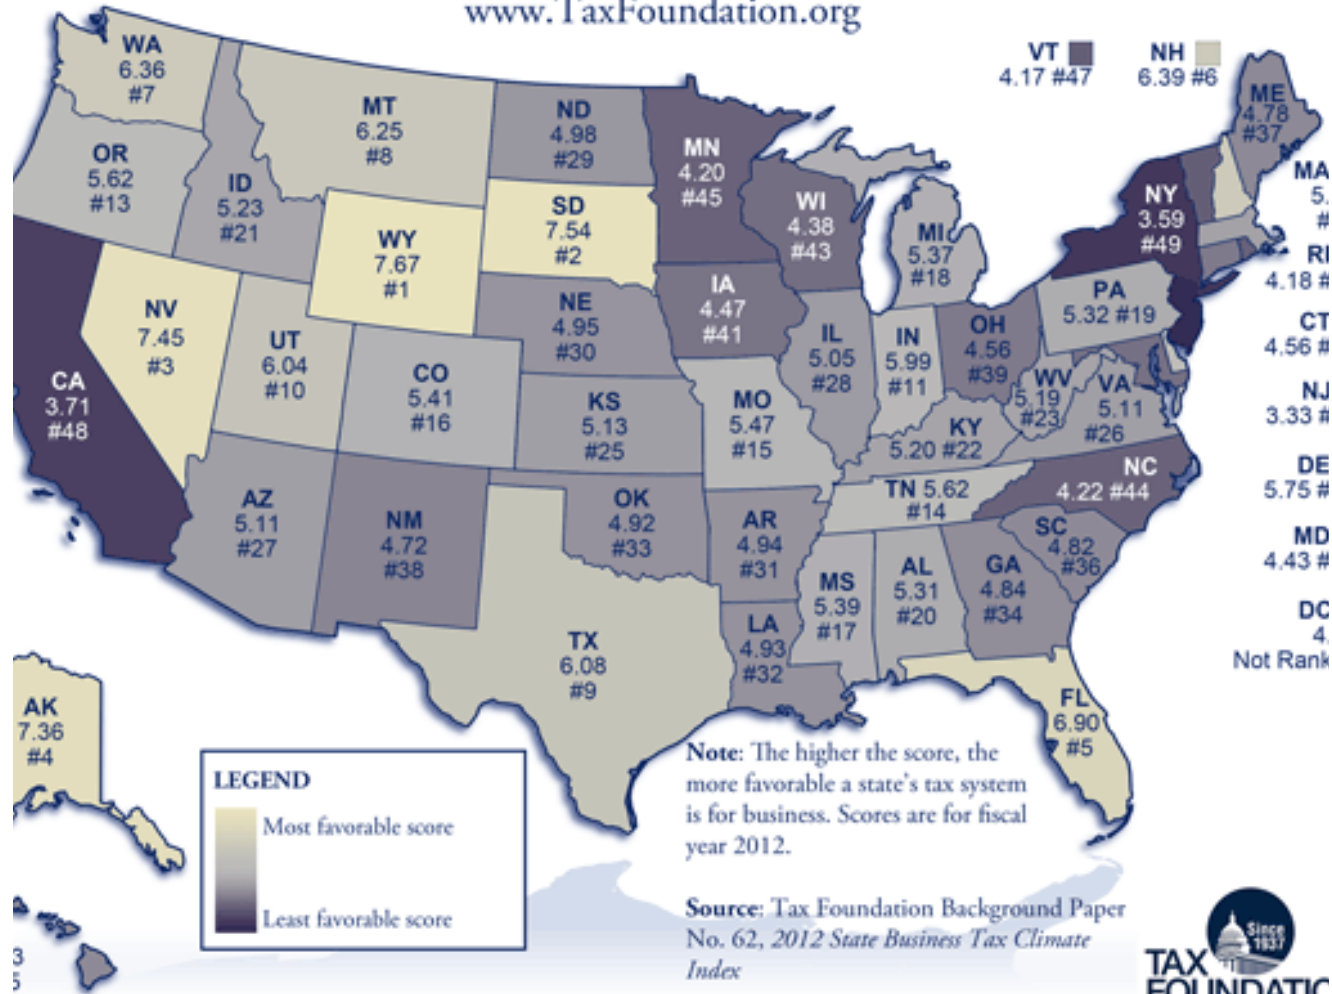 www.TaxFoundation.org
VT
4.17 #47
NH
6.39 #6
WA
6.36
#7
MT
6.25
#8
ND
4.98
#29
MN
4.20
#45
ME
4.78
#37
OR
5.62
#13
ID
5.23
#21
WY
7.67
#1
SD
7.54
#2
WI
4.38
#43
MI
5.37
#18
NY
3.59
#49
MA
5.
#
RI
4.18 #
NV
7.45
#3
UT
6.04
#10
CO
5.41
#16
NE
4.95
#30
IA
4.47
#41
IL
5.05
#28
IN
5.99
#11
OH
4.56
#39
PA
5.32 #19
CT
4.56 #
CA
3.71
#48
KS
5.13
#25
MO
5.47
#15
KY
5.20 #22
WV
5.19
#23
VA
5.11
#26
NJ
3.33 #
AZ
5.11
#27
NM
4.72
#38
OK
4.92
#33
AR
4.94
#31
TN 5.62
#14
NC
4.22 #44
DE
5.75 #
TX
6.08
#9
LA
4.93
#32
MS
5.39
#17
AL
5.31
#20
GA
4.84
#34
SC
4.82
#36
MD
4.43 #
DC
4.
Not Rank
AK
7.36
#4
FL
6.90
#5
3
5
LEGEND
Most favorable score
Least favorable score
Note: The higher the score, the
more favorable a state's tax system
is for business. Scores are for fiscal
year 2012.
Source: Tax Foundation Background Paper
No. 62, 2012 State Business Tax Climate
Index
Since
1937
TAX
FOUNDATIO